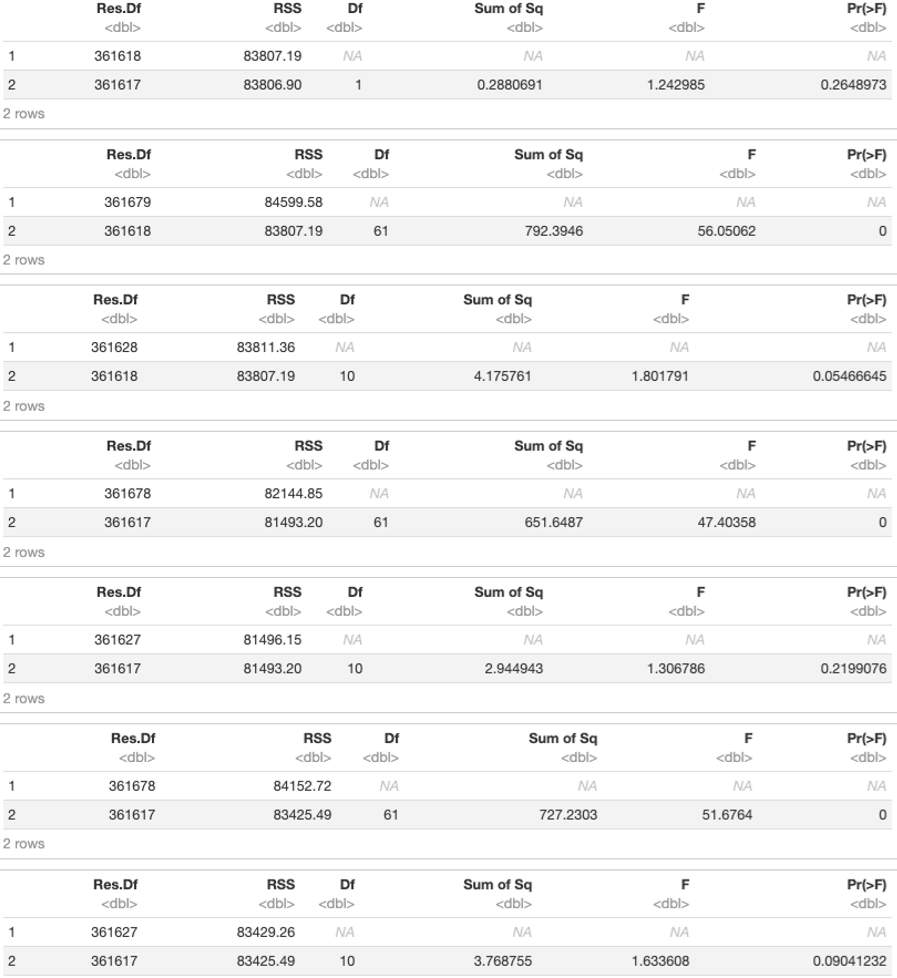 Res.Df RSS Df Sum of Sq F Pr(>F)
<dbl> <dbl> <dbl> <dbl> <dbl> <dbl>
1 361618 83807.19 NA NA NA NA
2 361617 83806.90 1 0.2880691 1.242985 0.2648973
2 rows
Res.Df RSS Df Sum of Sq F Pr(>F)
<dbl> <dbl> <dbl> <dbl> <dbl> <dbl>
1 361679 84599.58 NA NA NA NA
2 361618 83807.19 61 792.3946 56.05062 0
2 rows
Res.Df RSS Df Sum of Sq F Pr(>F)
<dbl> <dbl> <dbl> <dbl> <dbl> <dbl>
1 361628 83811.36 NA NA NA NA
2 361618 83807.19 10 4.175761 1.801791 0.05466645
2 rows
Res.Df RSS Df Sum of Sq F Pr(>F)
<dbl> <dbl> <dbl> <dbl> <dbl> <dbl>
1 361678 82144.85 NA NA NA NA
2 361617 81493.20 61 651.6487 47.40358 0
2 rows
Res.Df RSS Df Sum of Sq F Pr(>F)
<dbl> <dbl> <dbl> <dbl> <dbl> <dbl>
1 361627 81496.15 NA NA NA NA
2 361617 81493.20 10 2.944943 1.306786 0.2199076
2 rows
Res.Df RSS Df Sum of Sq F Pr(>F)
<dbl> <dbl> <dbl> <dbl> <dbl> <dbl>
1 361678 84152.72 NA NA NA NA
2 361617 83425.49 61 727.2303 51.6764 0
2 rows
Res.Df RSS Df Sum of Sq F Pr(>F)
<dbl> <dbl> <dbl> <dbl> <dbl> <dbl>
1 361627 83429.26 NA NA NA NA
2 361617 83425.49 10 3.768755 1.633608 0.09041232